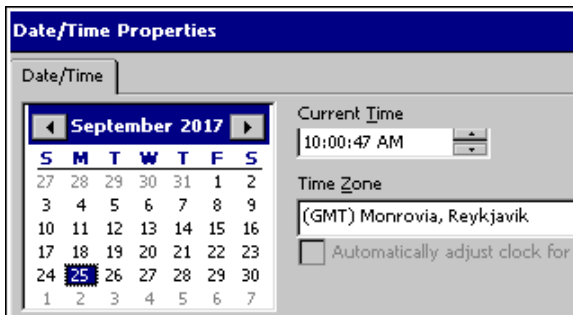 Date/Time Properties
Date/Time
September 2017
S M T W T F S
27 28 29 30 31 1 2
3 4 5 6 7 8 9
10 11 12 13 14 15 16
17 18 19 20 21 22 23
24 25 26 27 28 29 30
1 2 3 4 5 6 7
Current Time
10:00:47 AM
Time Zone
(GMT) Monrovia, Reykjavik
Automatically adjust clock for